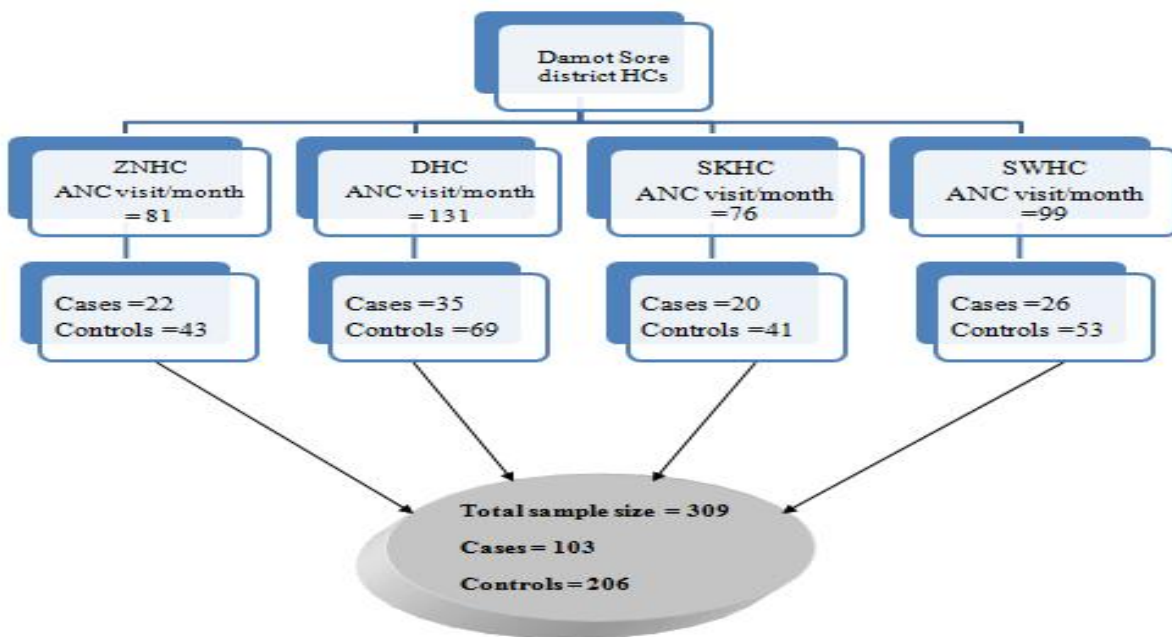 Damot Sore
district HCs
ZNHC
ANC visit/month
= 81
DHC
ANC visit/month
= 131
SKHC
ANC visit/month
=76
SWHC
ANC visit/month
=99
Cases =22
Controls =43
Cases =35
Controls =69
Cases =20
Controls =41
Cases =26
Controls =53
Total sample size = 309
Cases = 103
Controls = 206